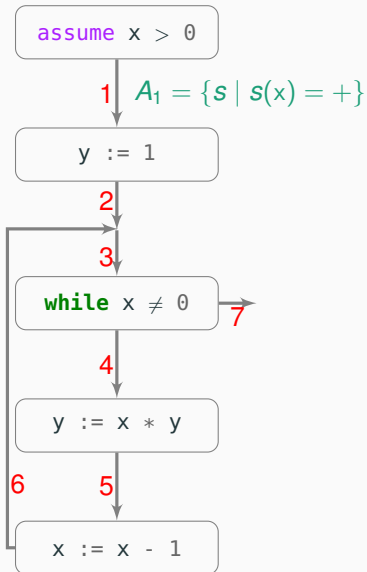 assume x > 0
1 A₁ = {s | s(x) = +}
y := 1
2
3
while x ≠ 0
7
4
y := x * y
6
5
x := x - 1